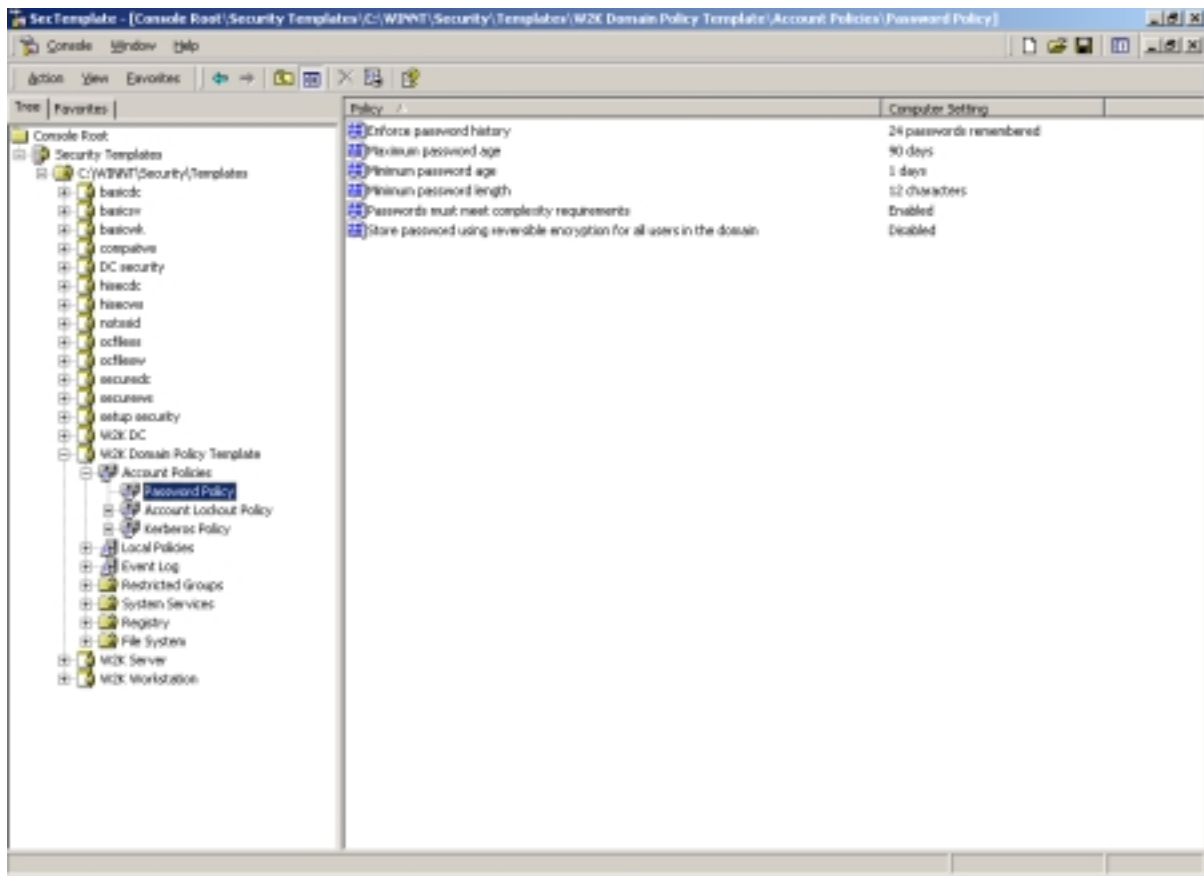 SecTemplate - [Console Root\Security Templates\C:\WINNT\Security\Templates\W2K Domain Policy Template\Account Policies\Password Policy]
Console Window Help
Action View Favorites
Tree Favorites
Policy Computer Setting
Console Root
Security Templates
C:\WINNT\Security\Templates
basicdc
basicsv
basicwk
compatws
DC security
hisecdc
hisecws
notssid
ocfiless
ocfilesw
securedc
securews
setup security
W2K DC
W2K Domain Policy Template
Account Policies
Password Policy
Account Lockout Policy
Kerberos Policy
Local Policies
Event Log
Restricted Groups
System Services
Registry
File System
W2K Server
W2K Workstation
Enforce password history 24 passwords remembered
Maximum password age 90 days
Minimum password age 1 days
Minimum password length 12 characters
Passwords must meet complexity requirements Enabled
Store password using reversible encryption for all users in the domain Disabled